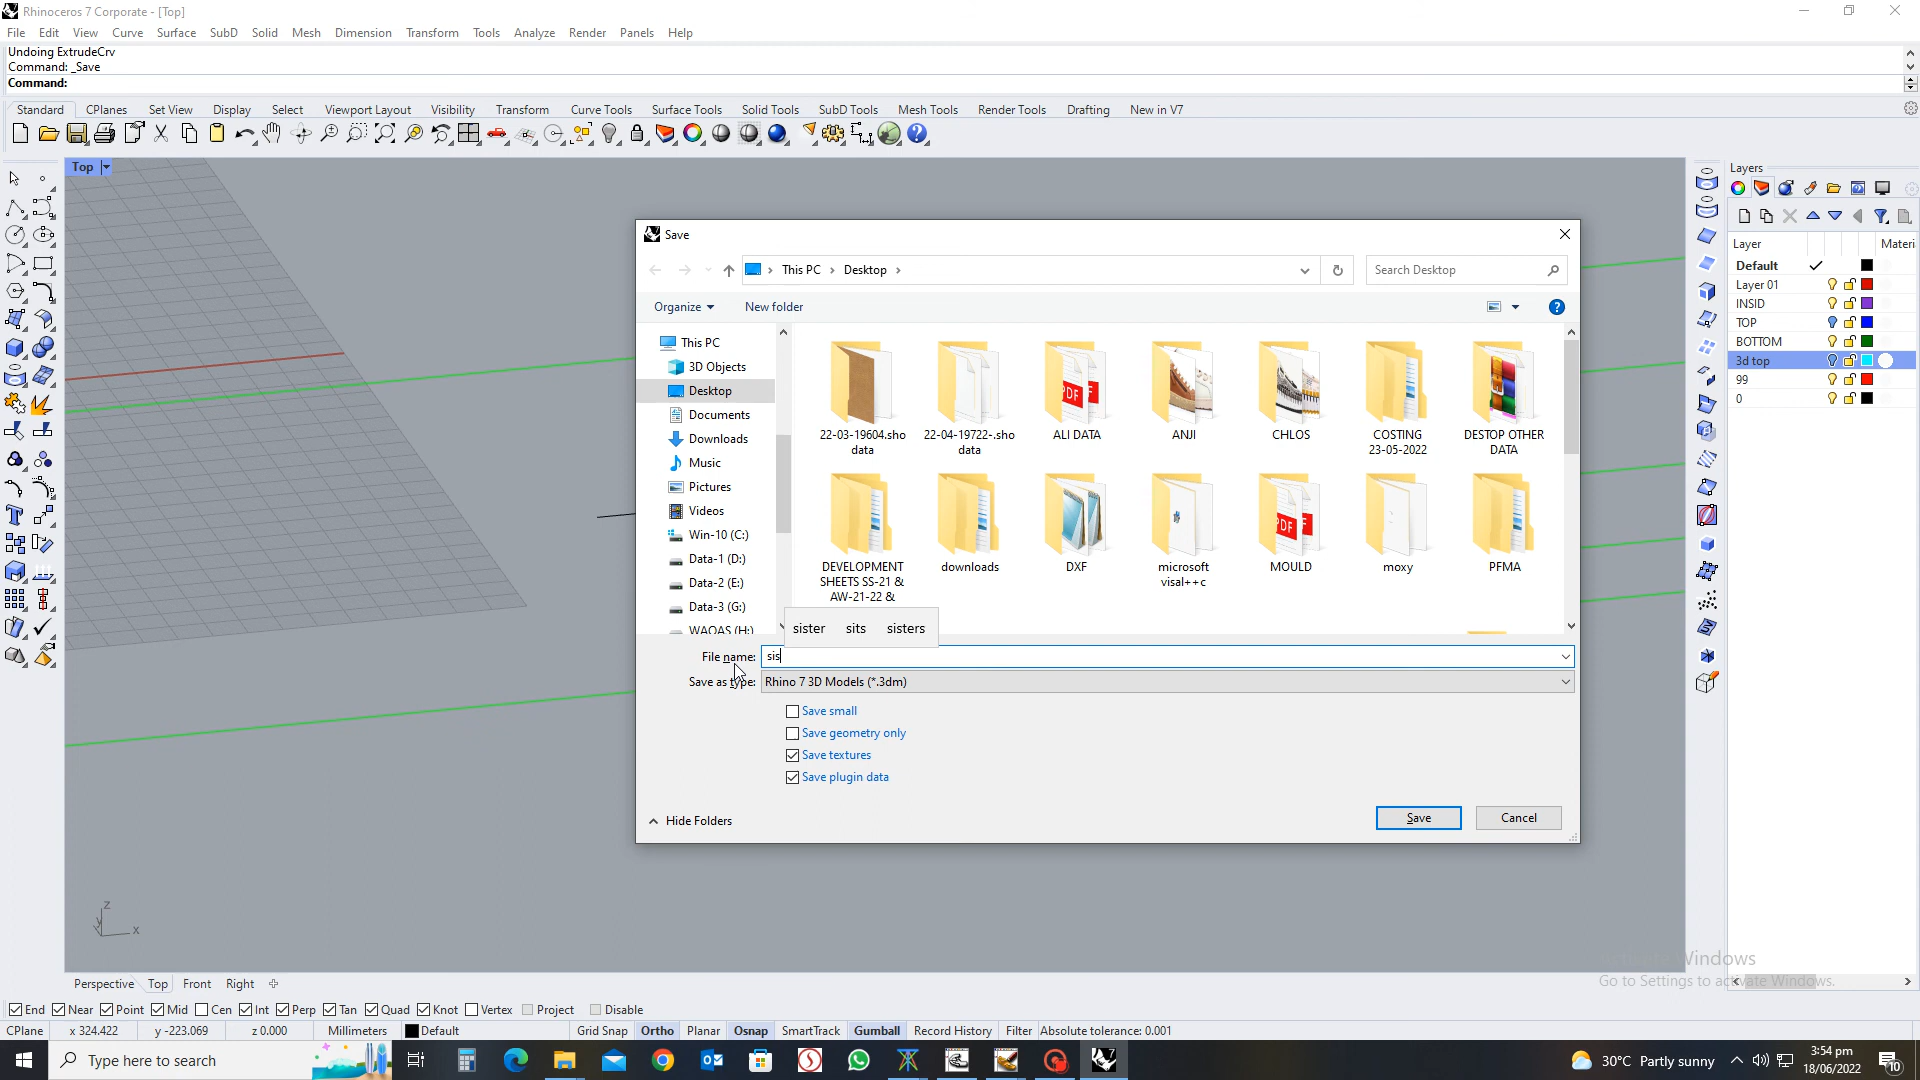 Rhinoceros 7 Corporate - [Top]
File Edit View Curve Surface SubD Solid Mesh Dimension Transform Tools Analyze Render Panels Help
Undoing ExtrudeCrv
Command: _Save
Command:
Standard CPlanes Set View Display Select Viewport Layout Visibility Transform Curve Tools Surface Tools Solid Tools SubD Tools Mesh Tools Render Tools Drafting New in V7
Top
Layers
Layer Materi
Default
Layer 01
INSID
TOP
BOTTOM
3d top
99
0
Save
This PC Desktop
Search Desktop
Organize New folder
This PC
3D Objects
Desktop
Documents
Downloads
Music
Pictures
Videos
Win-10 (C:)
Data-1 (D:)
Data-2 (E:)
Data-3 (G:)
WAQAS (H:)
22-03-19604.sho data
22-04-19722-.sho data
ALI DATA
ANJI
CHLOS
COSTING 23-05-2022
DESTOP OTHER DATA
DEVELOPMENT SHEETS SS-21 & AW-21-22 &
downloads
DXF
microsoft visal++c
MOULD
moxy
PFMA
sister sits sisters
File name: sis
Save as type: Rhino 7 3D Models (*.3dm)
Save small
Save geometry only
Save textures
Save plugin data
Hide Folders
Save Cancel
z
y
x
Activate Windows
Go to Settings to activate Windows.
Perspective Top Front Right
End Near Point Mid Cen Int Perp Tan Quad Knot Vertex Project Disable
CPlane x 324.422 y -223.069 z 0.000 Millimeters Default Grid Snap Ortho Planar Osnap SmartTrack Gumball Record History Filter Absolute tolerance: 0.001
Type here to search
30°C Partly sunny
3:54 pm
18/06/2022
10